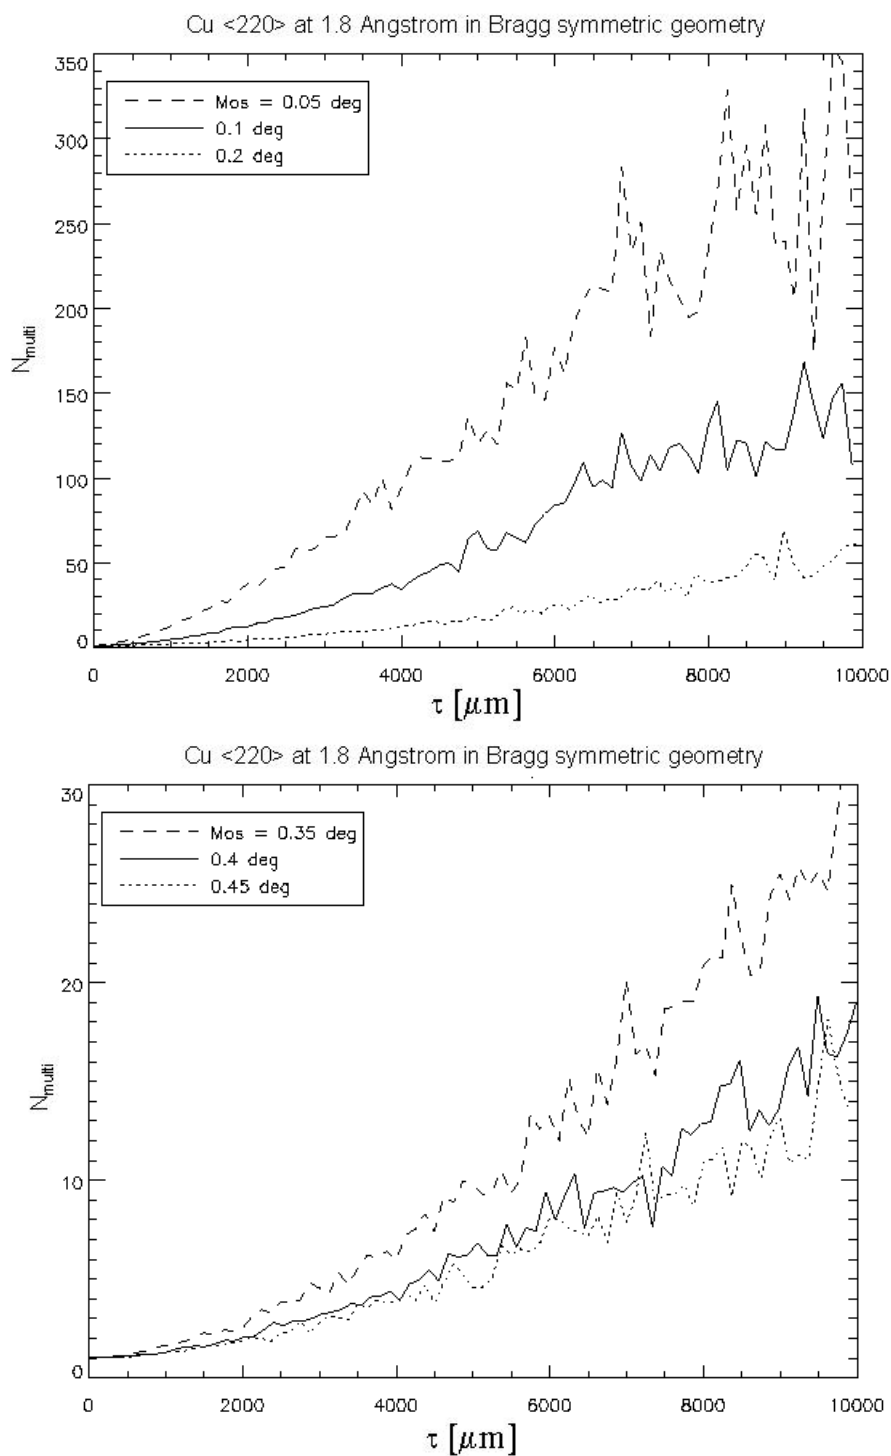 Cu <220> at 1.8 Angstrom in Bragg symmetric geometry
350
300
250
200
150
100
50
0
N_multi
Mos = 0.05 deg
0.1 deg
0.2 deg
0 2000 4000 6000 8000 10000
τ [μm]
Cu <220> at 1.8 Angstrom in Bragg symmetric geometry
30
20
10
0
N_multi
Mos = 0.35 deg
0.4 deg
0.45 deg
0 2000 4000 6000 8000 10000
τ [μm]